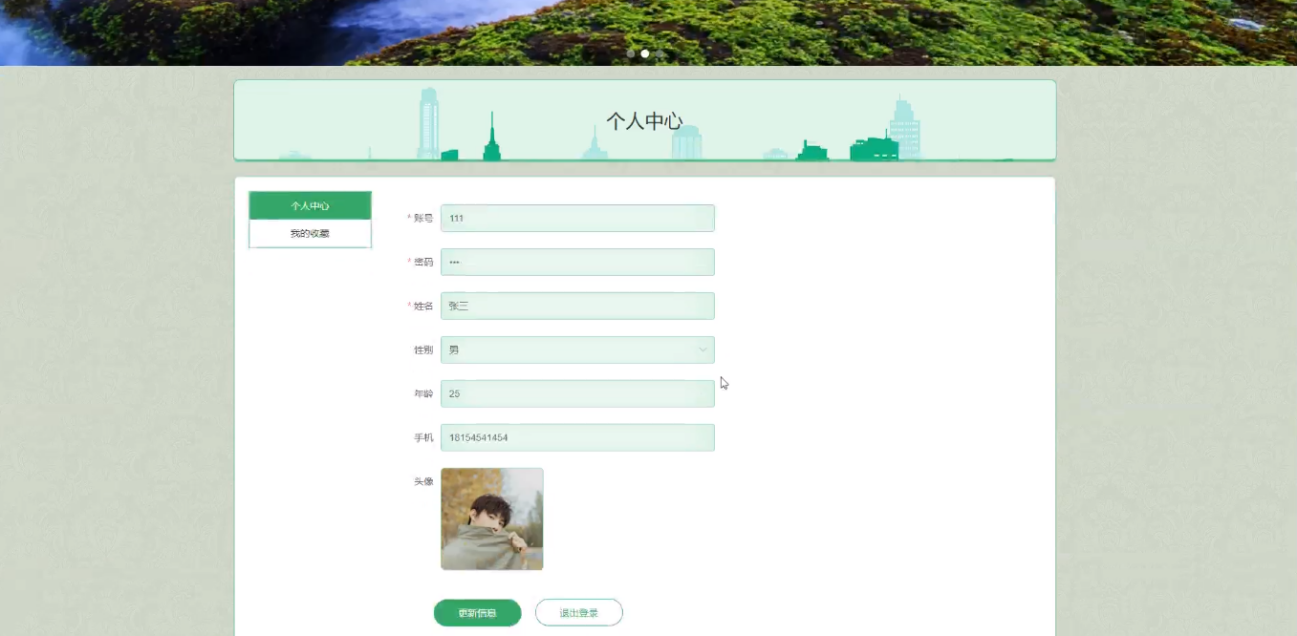 个人中心
个人中心
我的收藏
* 账号 111
* 密码 •••
* 姓名 张三
性别 男
年龄 25
手机 18154541454
头像
更新信息 退出登录